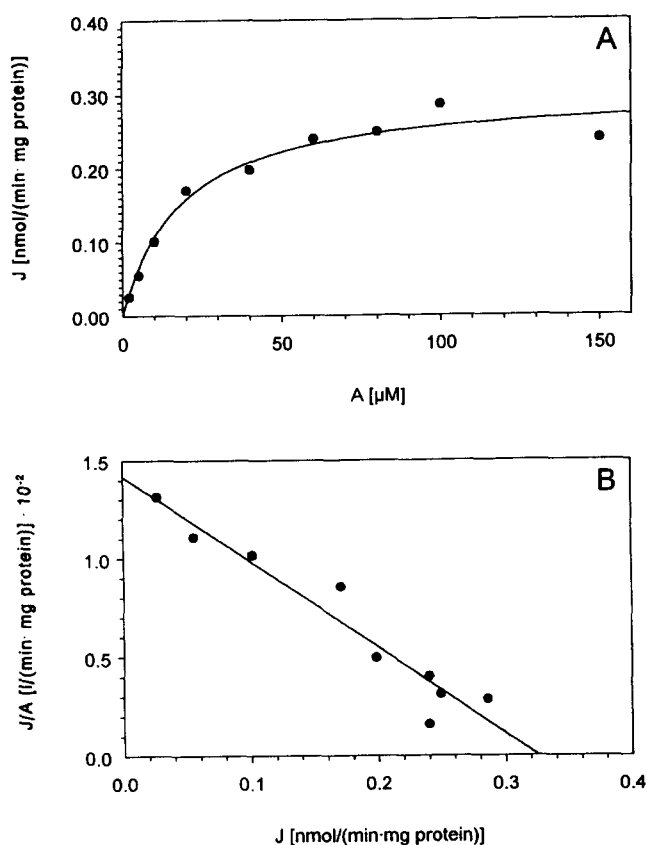 A
J [nmol/(min· mg protein)]
0.40
0.30
0.20
0.10
0.00
0 50 100 150
A [µM]
B
J/A [l/(min· mg protein)] · 10⁻²
1.5
1.0
0.5
0.0
0.0 0.1 0.2 0.3 0.4
J [nmol/(min·mg protein)]